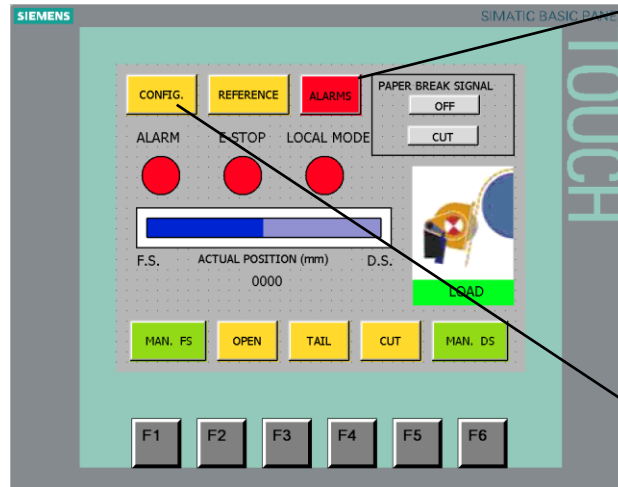 SIEMENS
SIMATIC BASIC PANE
TOUCH
CONFIG.
REFERENCE
ALARMS
PAPER BREAK SIGNAL
OFF
CUT
ALARM
E-STOP
LOCAL MODE
F.S.
ACTUAL POSITION (mm)
D.S.
0000
LOAD
MAN. FS
OPEN
TAIL
CUT
MAN. DS
F1
F2
F3
F4
F5
F6